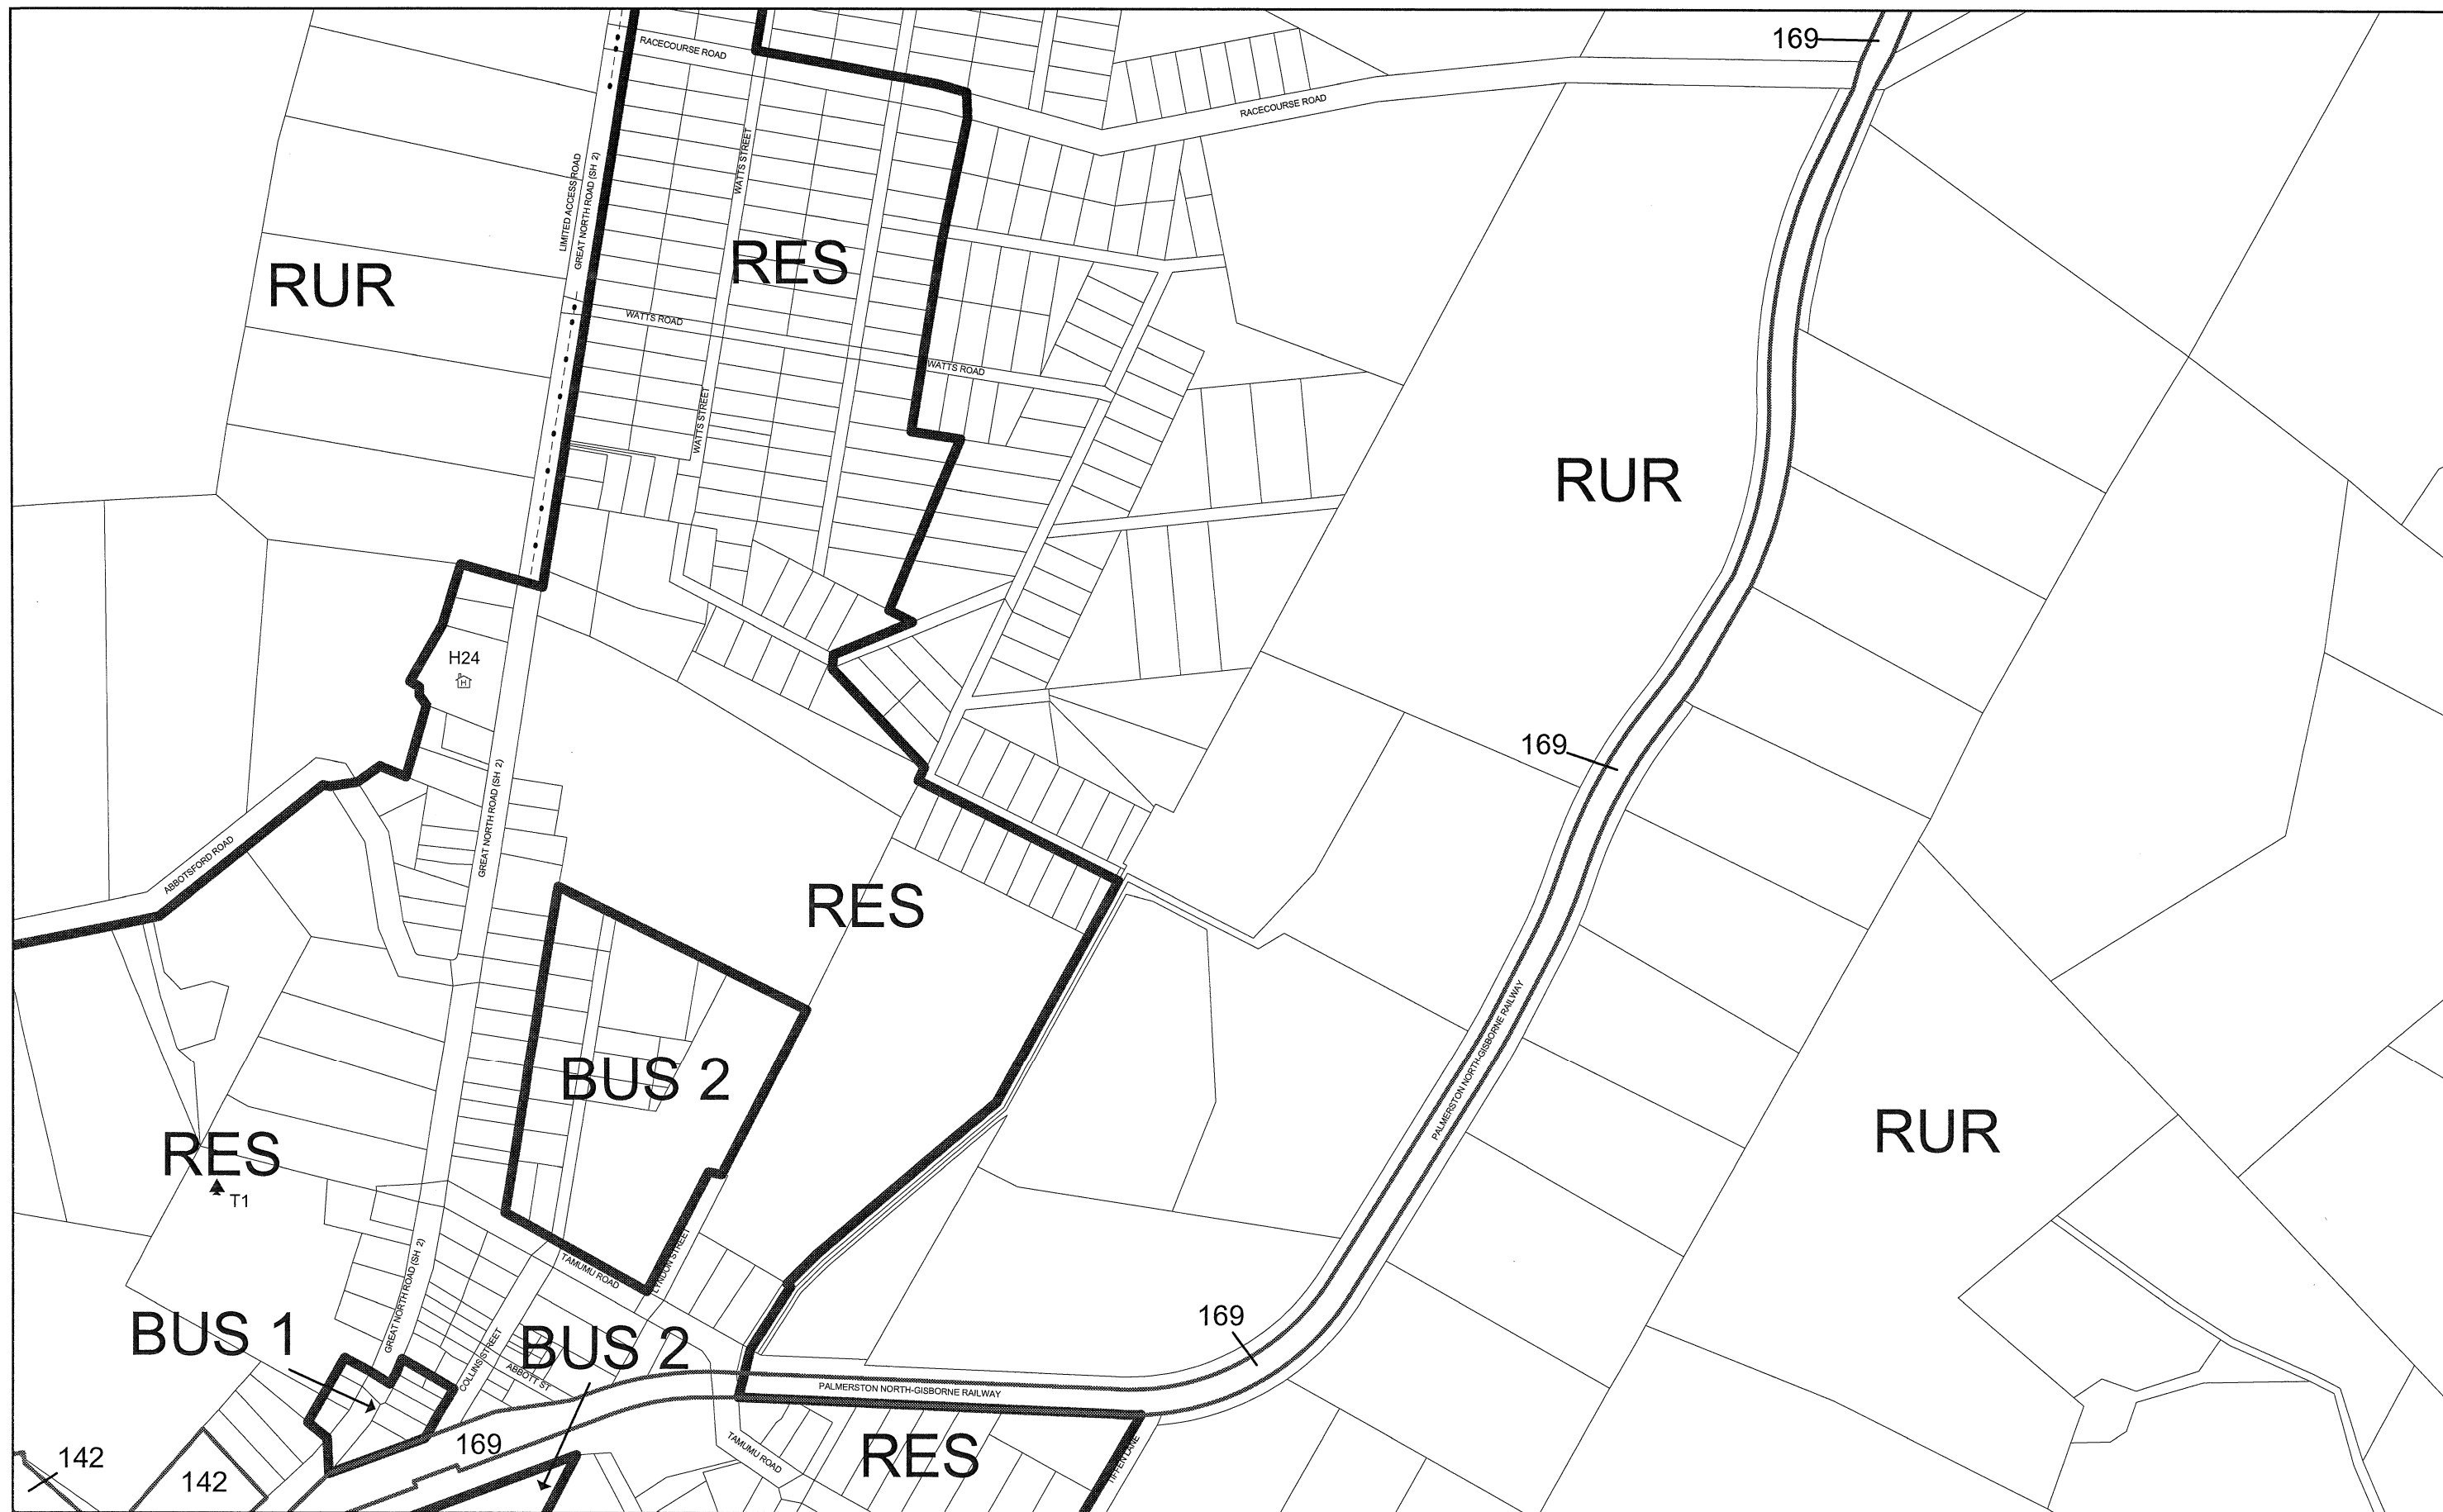 169
RACECOURSE ROAD
RACECOURSE ROAD
WATTS STREET
LIMITED ACCESS ROAD
GREAT NORTH ROAD (SH 2)
RES
RUR
WATTS ROAD
WATTS ROAD
WATTS STREET
RUR
H24
H
169
GREAT NORTH ROAD (SH 2)
ABBOTSFORD ROAD
RES
PALMERSTON NORTH-GISBORNE RAILWAY
BUS 2
RUR
RES
T1
TAMUMU ROAD
LYNDON STREET
GREAT NORTH ROAD (SH 2)
169
BUS 1
BUS 2
COLLINS STREET
ABBOTT ST
PALMERSTON NORTH-GISBORNE RAILWAY
169
TAMUMU ROAD
RES
TIFFEN LANE
142
142